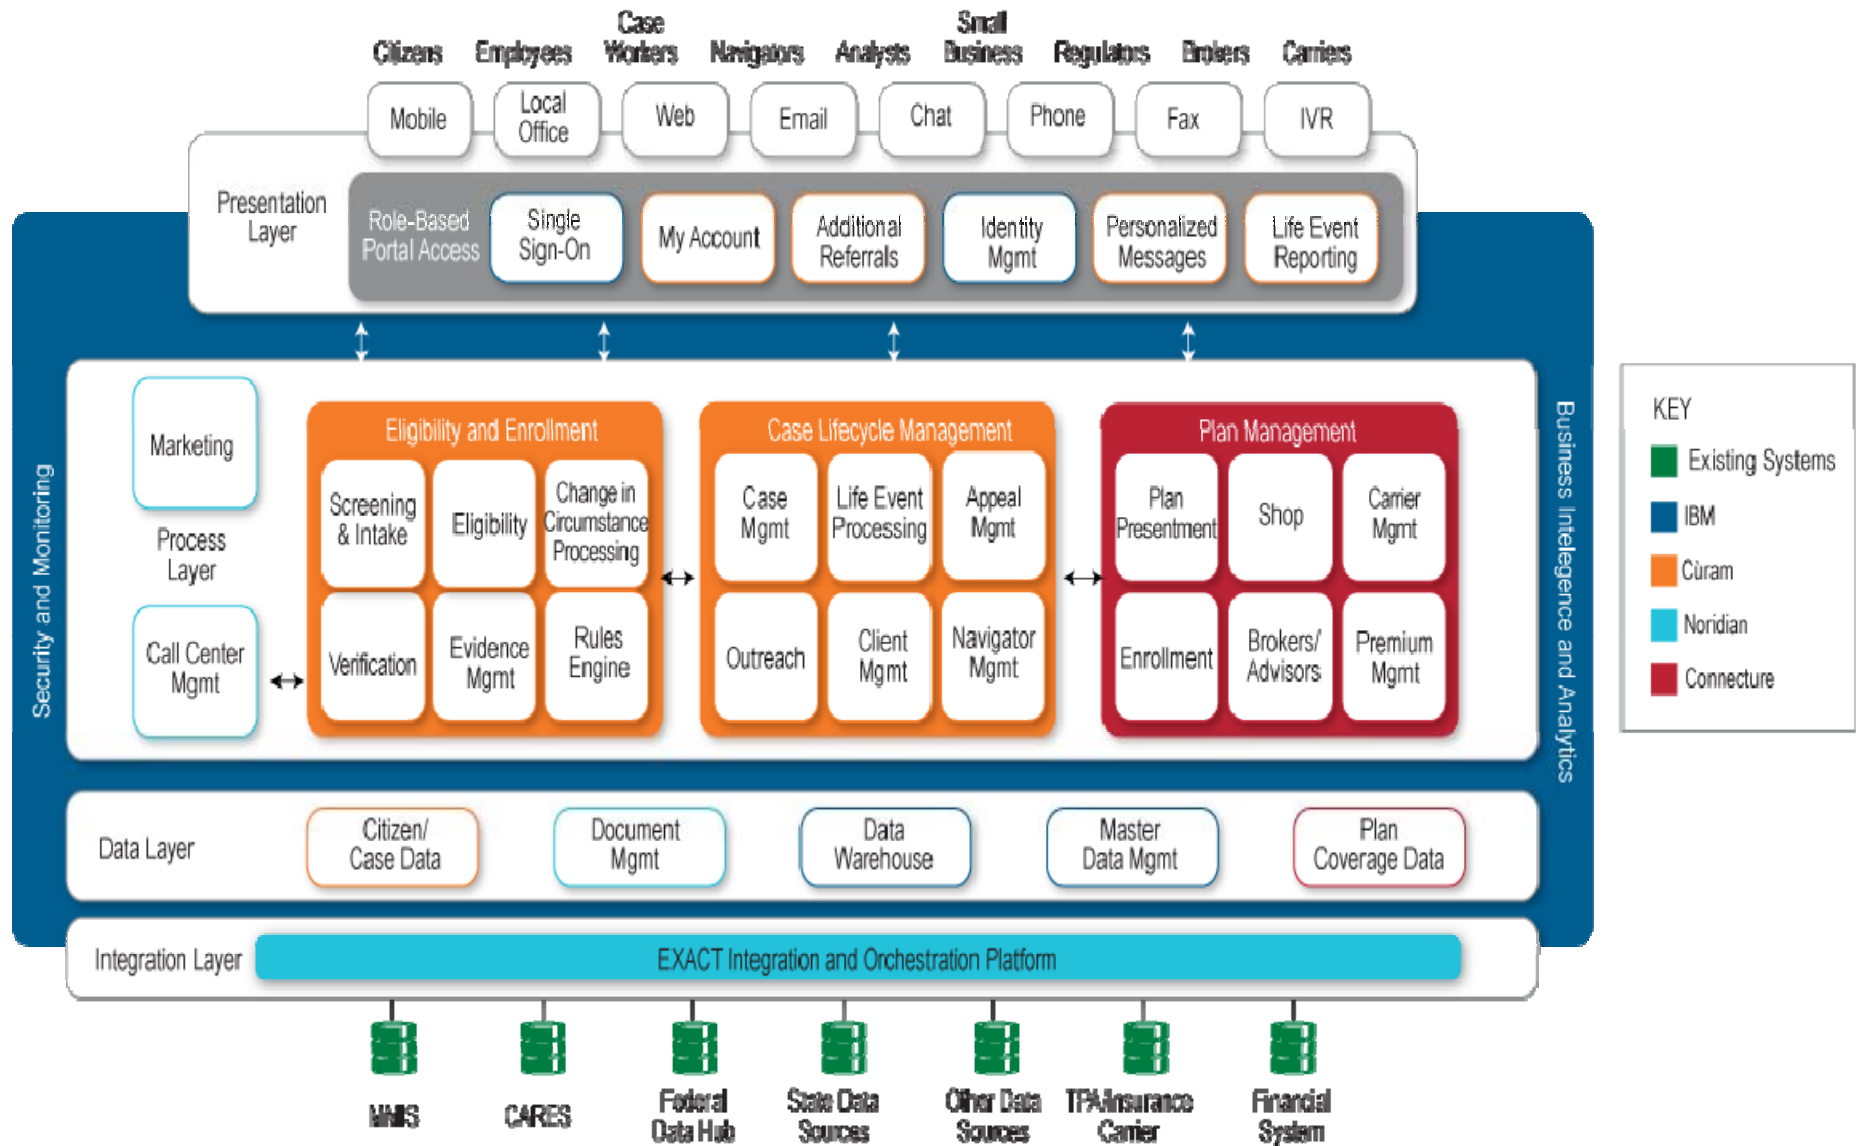 Citizens
Employees
Case
Workers
Navigators
Analysts
Small
Business
Regulators
Brokers
Carriers
Mobile
Local
Office
Web
Email
Chat
Phone
Fax
IVR
Presentation
Layer
Role-Based
Portal Access
Single
Sign-On
My Account
Additional
Referrals
Identity
Mgmt
Personalized
Messages
Life Event
Reporting
Security and Monitoring
Business Intelegence and Analytics
Marketing
Process
Layer
Call Center
Mgmt
Eligibility and Enrollment
Screening
& Intake
Eligibility
Change in
Circumstance
Processing
Verification
Evidence
Mgmt
Rules
Engine
Case Lifecycle Management
Case
Mgmt
Life Event
Processing
Appeal
Mgmt
Outreach
Client
Mgmt
Navigator
Mgmt
Plan Management
Plan
Presentment
Shop
Carrier
Mgmt
Enrollment
Brokers/
Advisors
Premium
Mgmt
KEY
Existing Systems
IBM
Cùram
Noridian
Connecture
Data Layer
Citizen/
Case Data
Document
Mgmt
Data
Warehouse
Master
Data Mgmt
Plan
Coverage Data
Integration Layer
EXACT Integration and Orchestration Platform
MMIS
CARES
Federal
Data Hub
State Data
Sources
Other Data
Sources
TPA/Insurance
Carrier
Financial
System